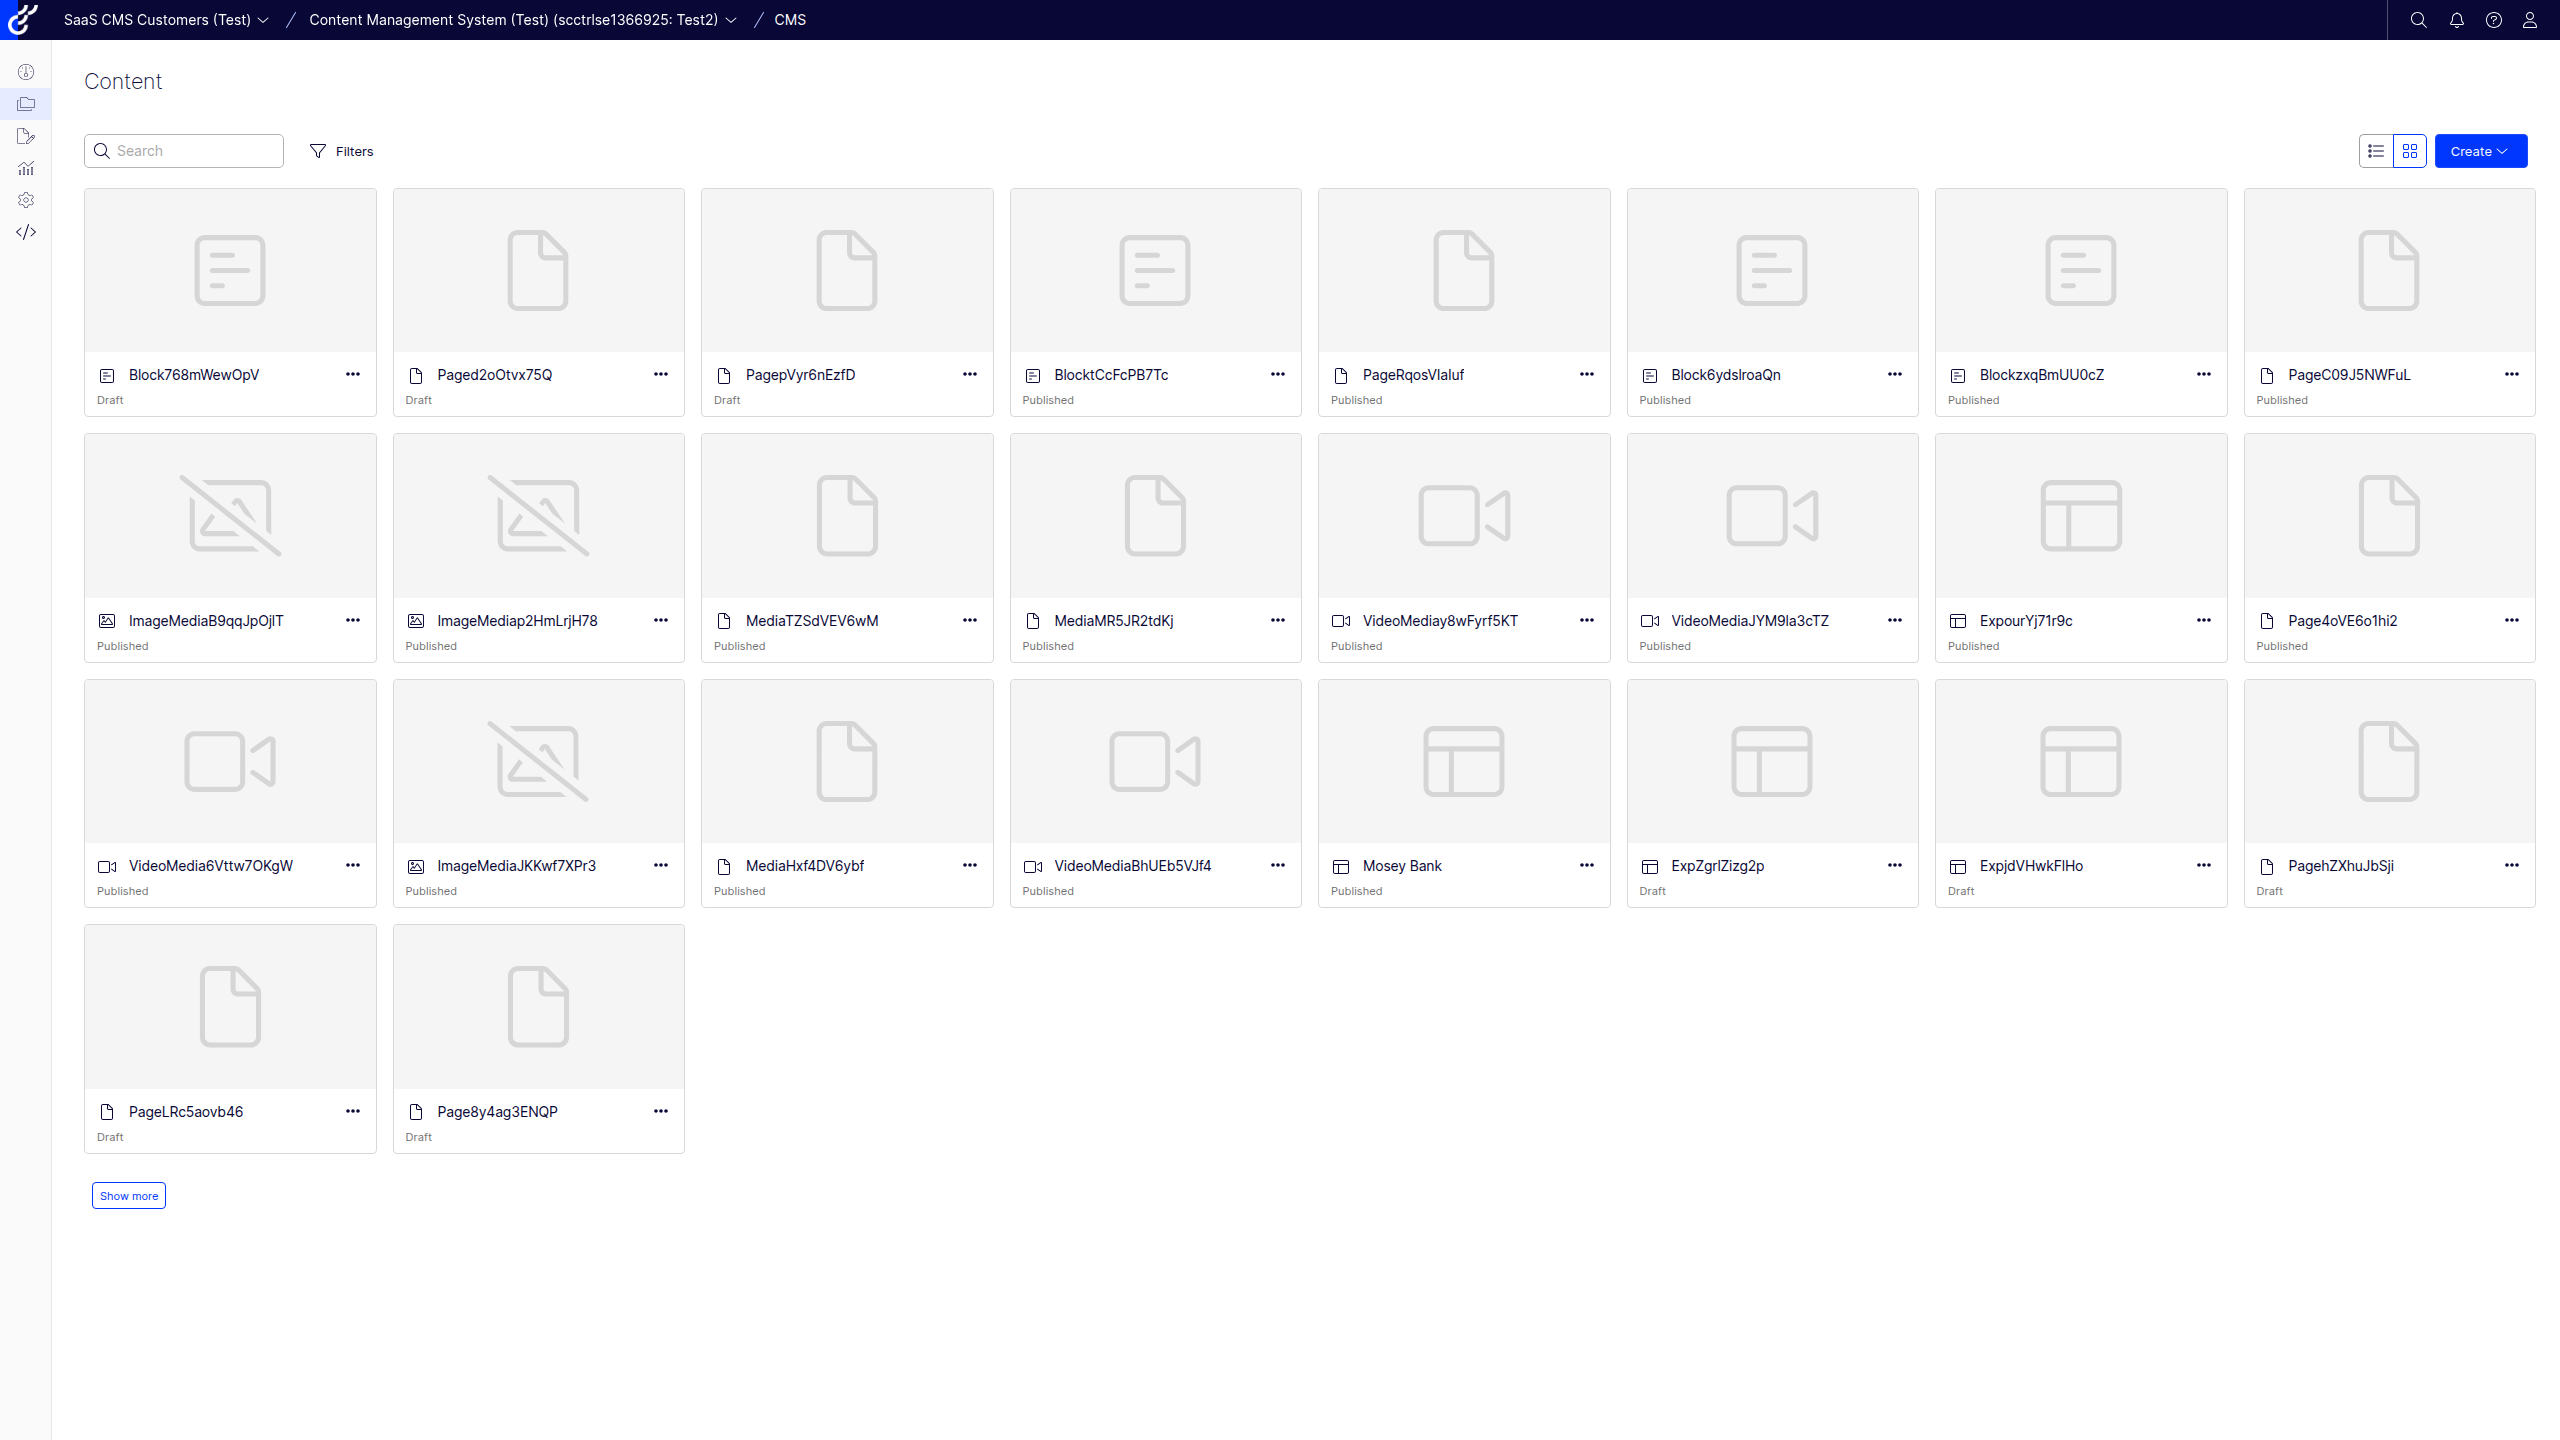 SaaS CMS Customers (Test) / Content Management System (Test) (scctrlse1366925: Test2) / CMS
Content
Search Filters Create
Block768mWewOpV Paged2oOtvx75Q PagepVyr6nEzfD BlocktCcFcPB7Tc PageRqosVlaluf Block6ydslroaQn BlockzxqBmUU0cZ PageC09J5NWFuL
Draft Draft Draft Published Published Published Published Published
ImageMediaB9qqJpOjlT ImageMediap2HmLrjH78 MediaTZSdVEV6wM MediaMR5JR2tdKj VideoMediay8wFyrf5KT VideoMediaJYM9la3cTZ ExpourYj71r9c Page4oVE6o1hi2
Published Published Published Published Published Published Published Published
VideoMedia6Vttw7OKgW ImageMediaJKKwf7XPr3 MediaHxf4DV6ybf VideoMediaBhUEb5VJf4 Mosey Bank ExpZgrlZizg2p ExpjdVHwkFlHo PagehZXhuJbSji
Published Published Published Published Published Draft Draft Draft
PageLRc5aovb46 Page8y4ag3ENQP
Draft Draft
Show more